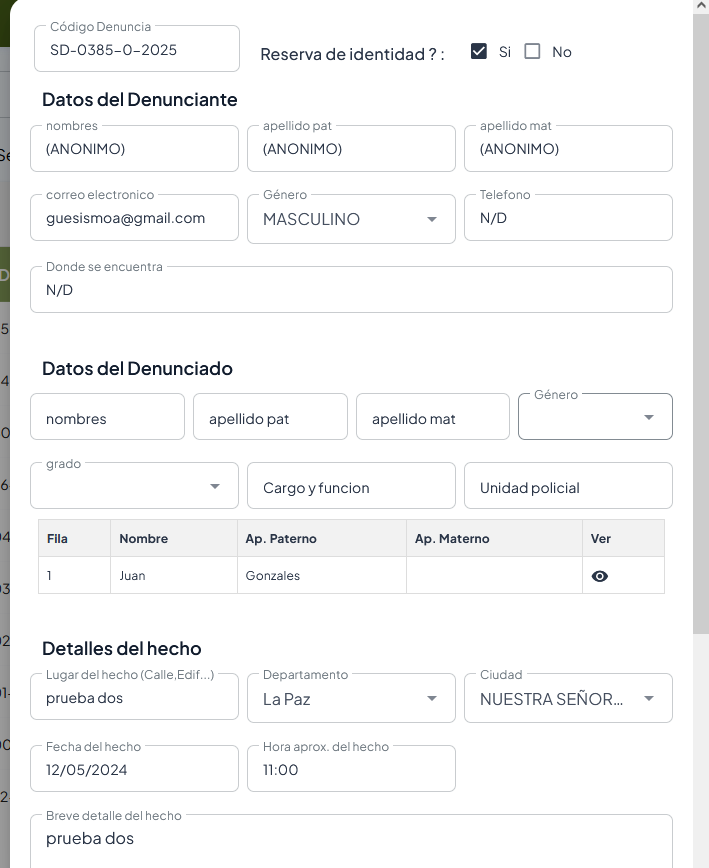 Código Denuncia
SD-0385-0-2025
Reserva de identidad ? : Si No
Datos del Denunciante
nombres apellido pat apellido mat
(ANONIMO) (ANONIMO) (ANONIMO)
correo electronico Género Telefono
guesismoa@gmail.com MASCULINO N/D
Donde se encuentra
N/D
Datos del Denunciado
Género
nombres apellido pat apellido mat
grado
Cargo y funcion Unidad policial
Fila Nombre Ap. Paterno Ap. Materno Ver
1 Juan Gonzales
Detalles del hecho
Lugar del hecho (Calle,Edif...) Departamento Ciudad
prueba dos La Paz NUESTRA SEÑOR...
Fecha del hecho Hora aprox. del hecho
12/05/2024 11:00
Breve detalle del hecho
prueba dos